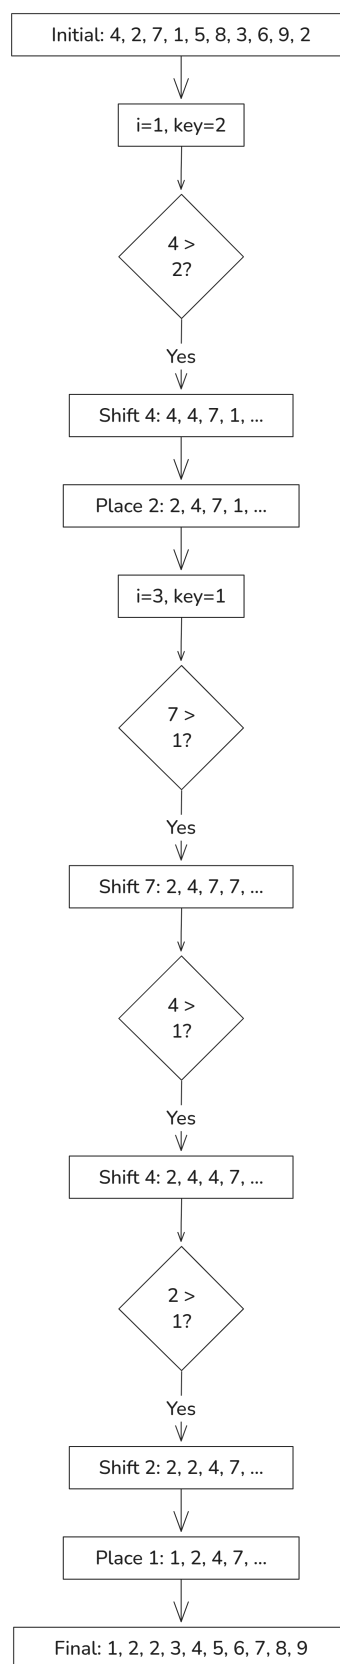 Initial: 4, 2, 7, 1, 5, 8, 3, 6, 9, 2
i=1, key=2
4 >
2?
Yes
Shift 4: 4, 4, 7, 1, ...
Place 2: 2, 4, 7, 1, ...
i=3, key=1
7 >
1?
Yes
Shift 7: 2, 4, 7, 7, ...
4 >
1?
Yes
Shift 4: 2, 4, 4, 7, ...
2 >
1?
Yes
Shift 2: 2, 2, 4, 7, ...
Place 1: 1, 2, 4, 7, ...
Final: 1, 2, 2, 3, 4, 5, 6, 7, 8, 9